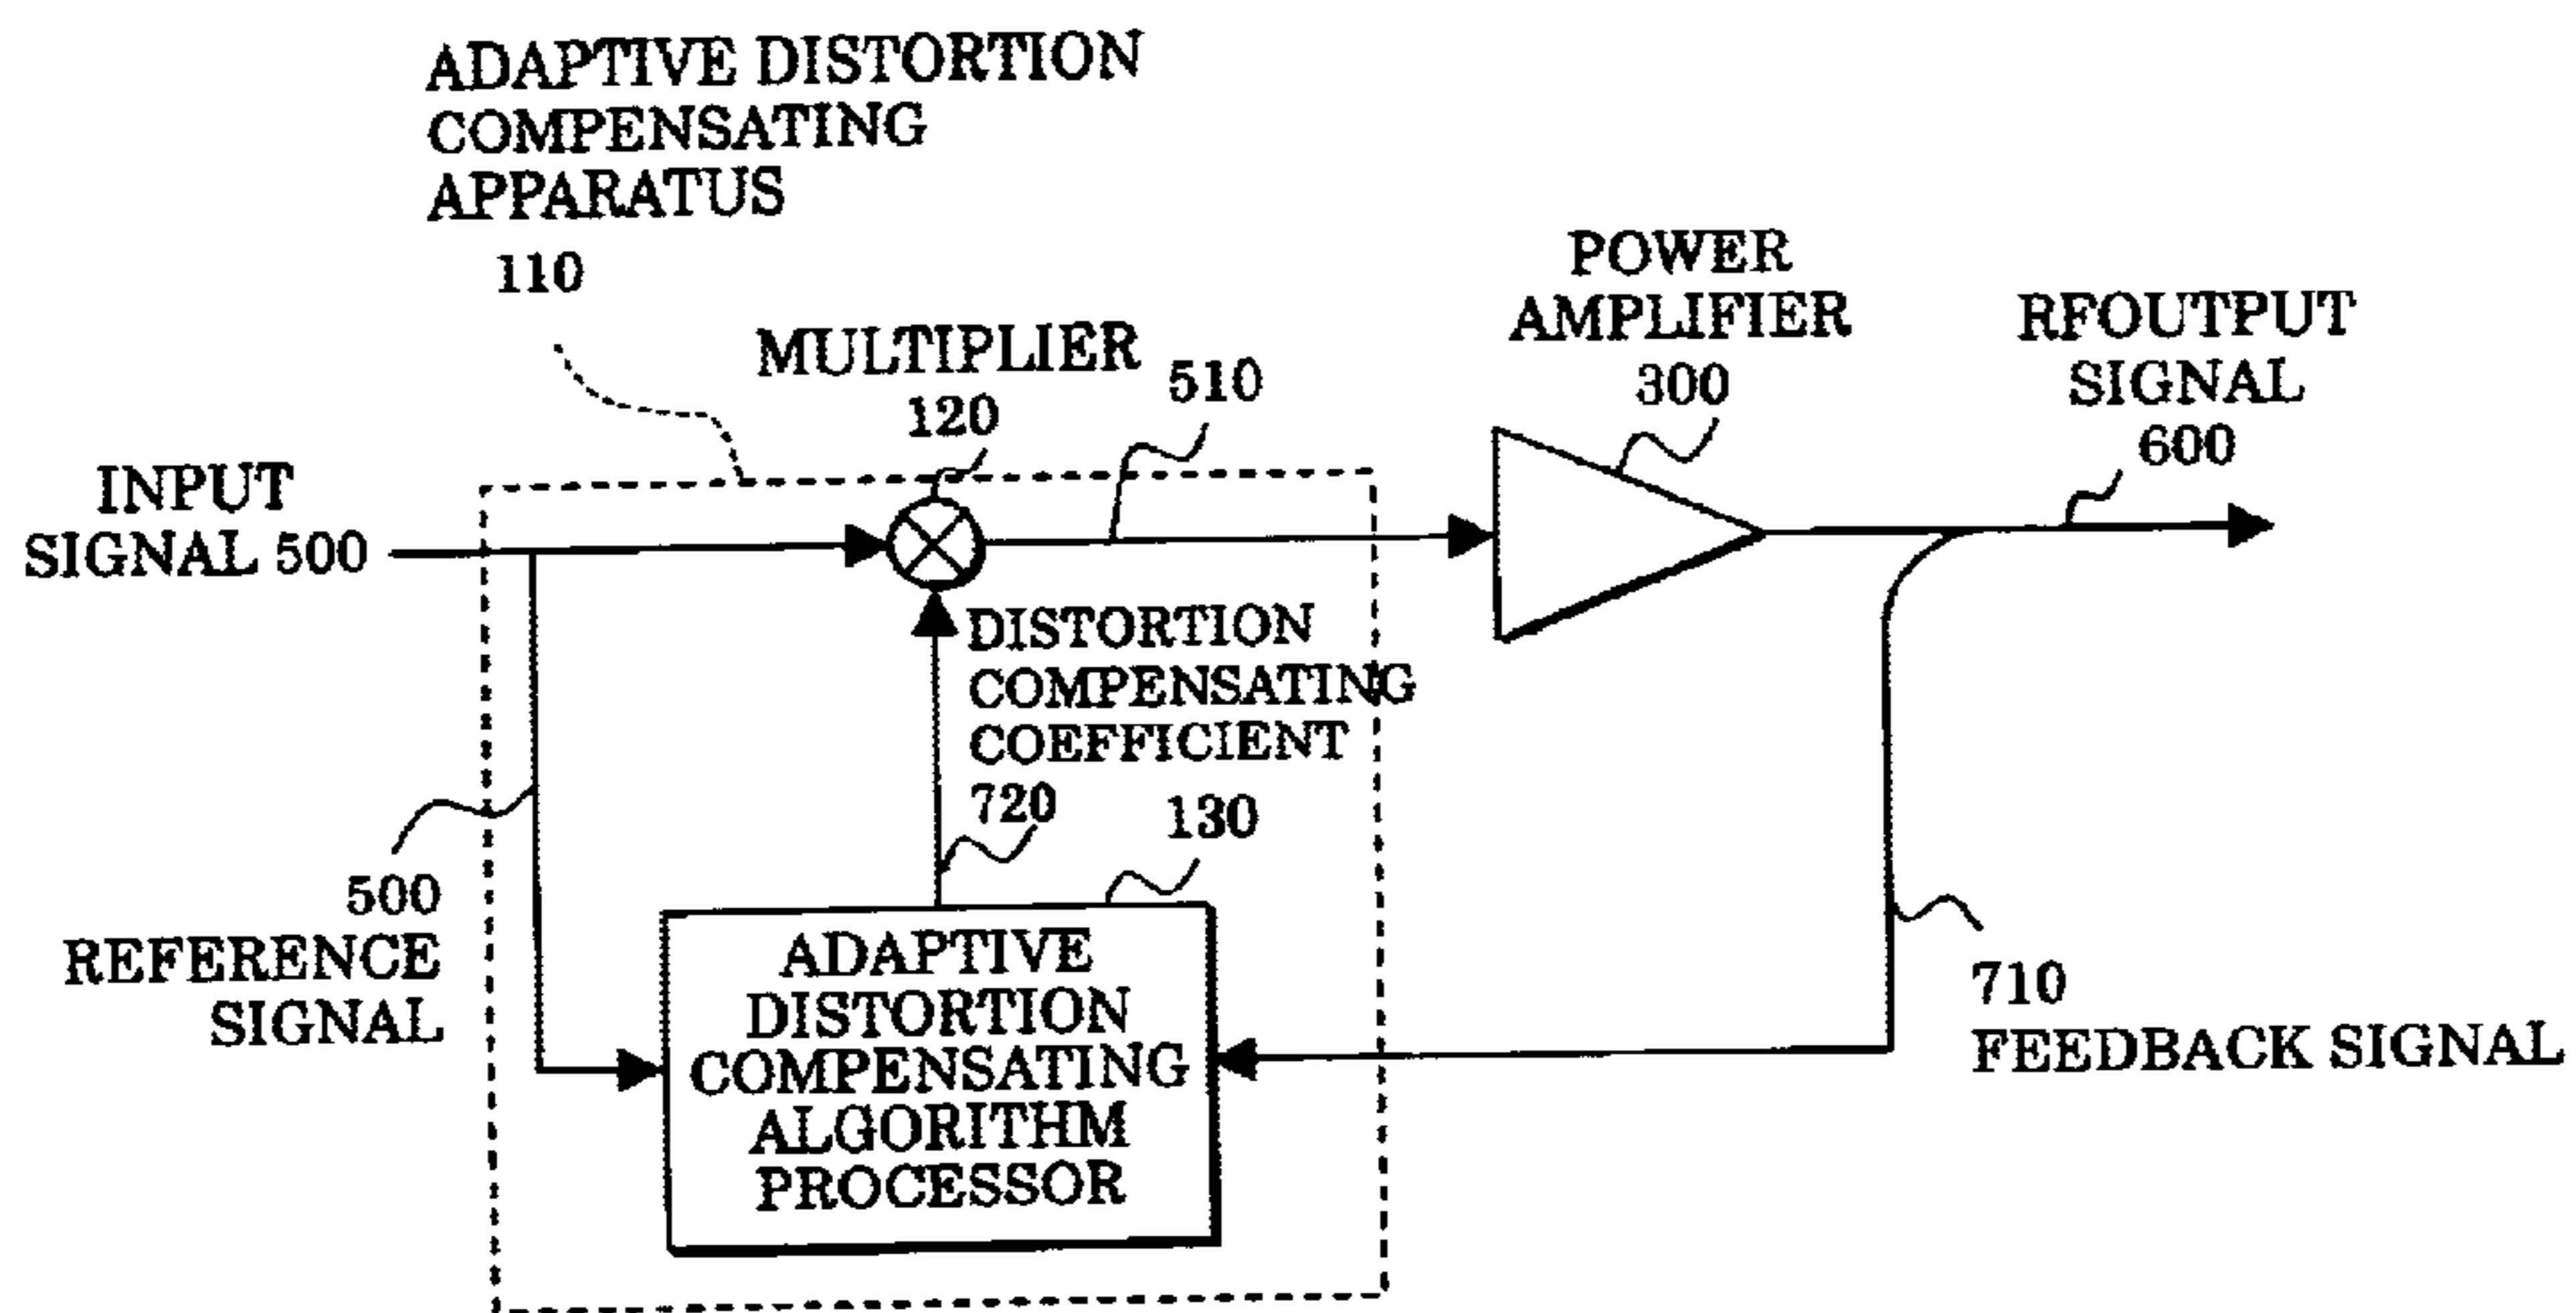 ADAPTIVE DISTORTION
COMPENSATING
APPARATUS
110
MULTIPLIER
120
510
POWER
AMPLIFIER
300
RFOUTPUT
SIGNAL
600
INPUT
SIGNAL 500
DISTORTION
COMPENSATING
COEFFICIENT
720
130
500
REFERENCE
SIGNAL
ADAPTIVE
DISTORTION
COMPENSATING
ALGORITHM
PROCESSOR
710
FEEDBACK SIGNAL